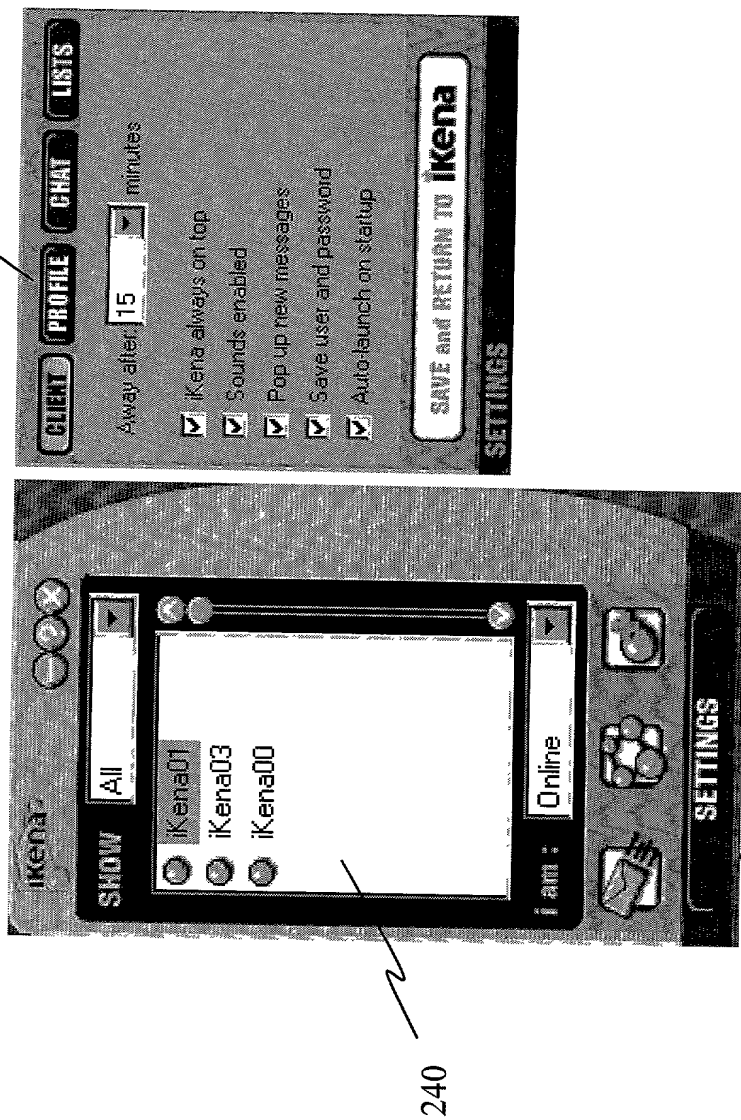 iKena
SHOW All
iKena01
iKena03
iKena00
i am : Online
SETTINGS
240
CLIENT PROFILE CHAT LISTS
Away after 15 minutes
iKena always on top
Sounds enabled
Pop up new messages
Save user and password
Auto-launch on startup
SAVE and RETURN TO iKena
SETTINGS